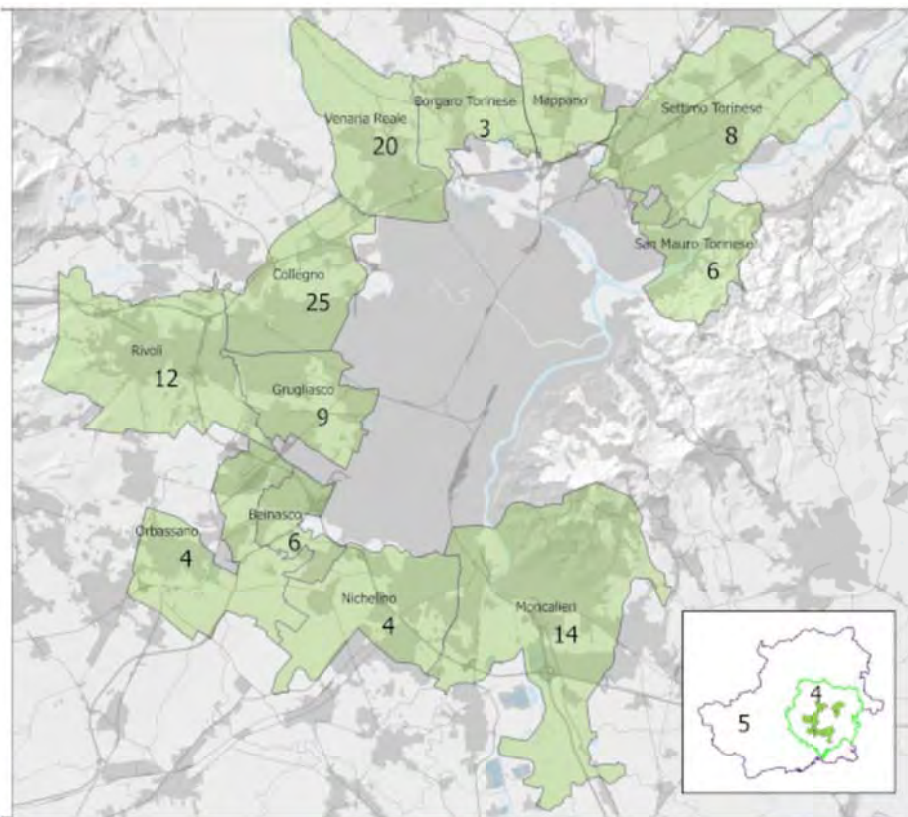 Borgaro Torinese
3
Mappano
Venaria Reale
20
Settimo Torinese
8
San Mauro Torinese
6
Collegno
25
Rivoli
12
Grugliasco
9
Beinasco
6
Orbassano
4
Nichelino
4
Moncalieri
14
4
5